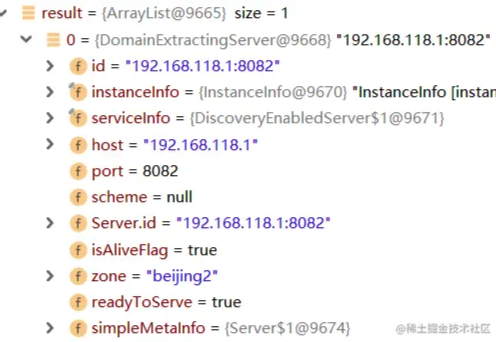 result = {ArrayList@9665} size = 1
0 = {DomainExtractingServer@9668} "192.168.118.1:8082"
f id = "192.168.118.1:8082"
f instanceInfo = {InstanceInfo@9670} "InstanceInfo [instan
f serviceInfo = {DiscoveryEnabledServer$1@9671}
f host = "192.168.118.1"
f port = 8082
f scheme = null
f Server.id = "192.168.118.1:8082"
f isAliveFlag = true
f zone = "beijing2"
f readyToServe = true
f simpleMetaInfo = {Server$1@9674}
@稀土掘金技术社区